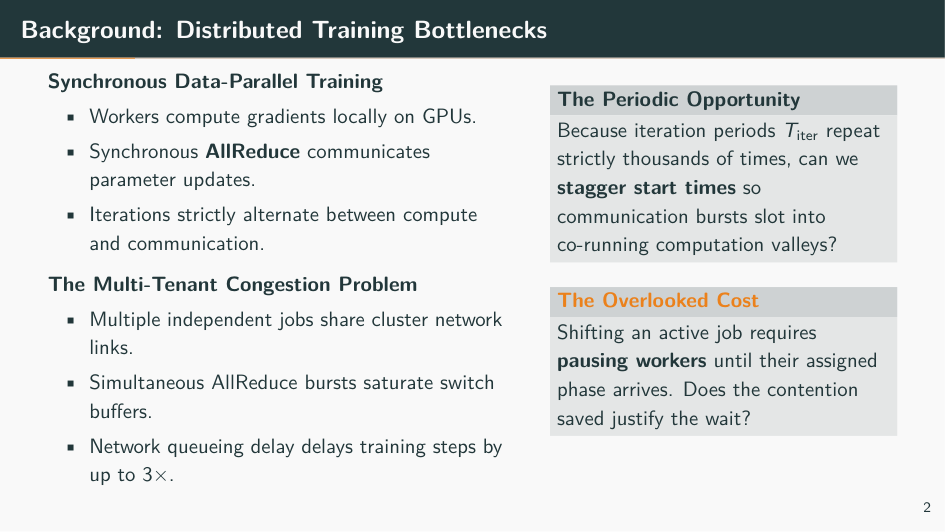 Background: Distributed Training Bottlenecks
Synchronous Data-Parallel Training
▪ Workers compute gradients locally on GPUs.
▪ Synchronous AllReduce communicates
parameter updates.
▪ Iterations strictly alternate between compute
and communication.
The Multi-Tenant Congestion Problem
▪ Multiple independent jobs share cluster network
links.
▪ Simultaneous AllReduce bursts saturate switch
buffers.
▪ Network queueing delay delays training steps by
up to 3×.
The Periodic Opportunity
Because iteration periods T_iter repeat
strictly thousands of times, can we
stagger start times so
communication bursts slot into
co-running computation valleys?
The Overlooked Cost
Shifting an active job requires
pausing workers until their assigned
phase arrives. Does the contention
saved justify the wait?
2